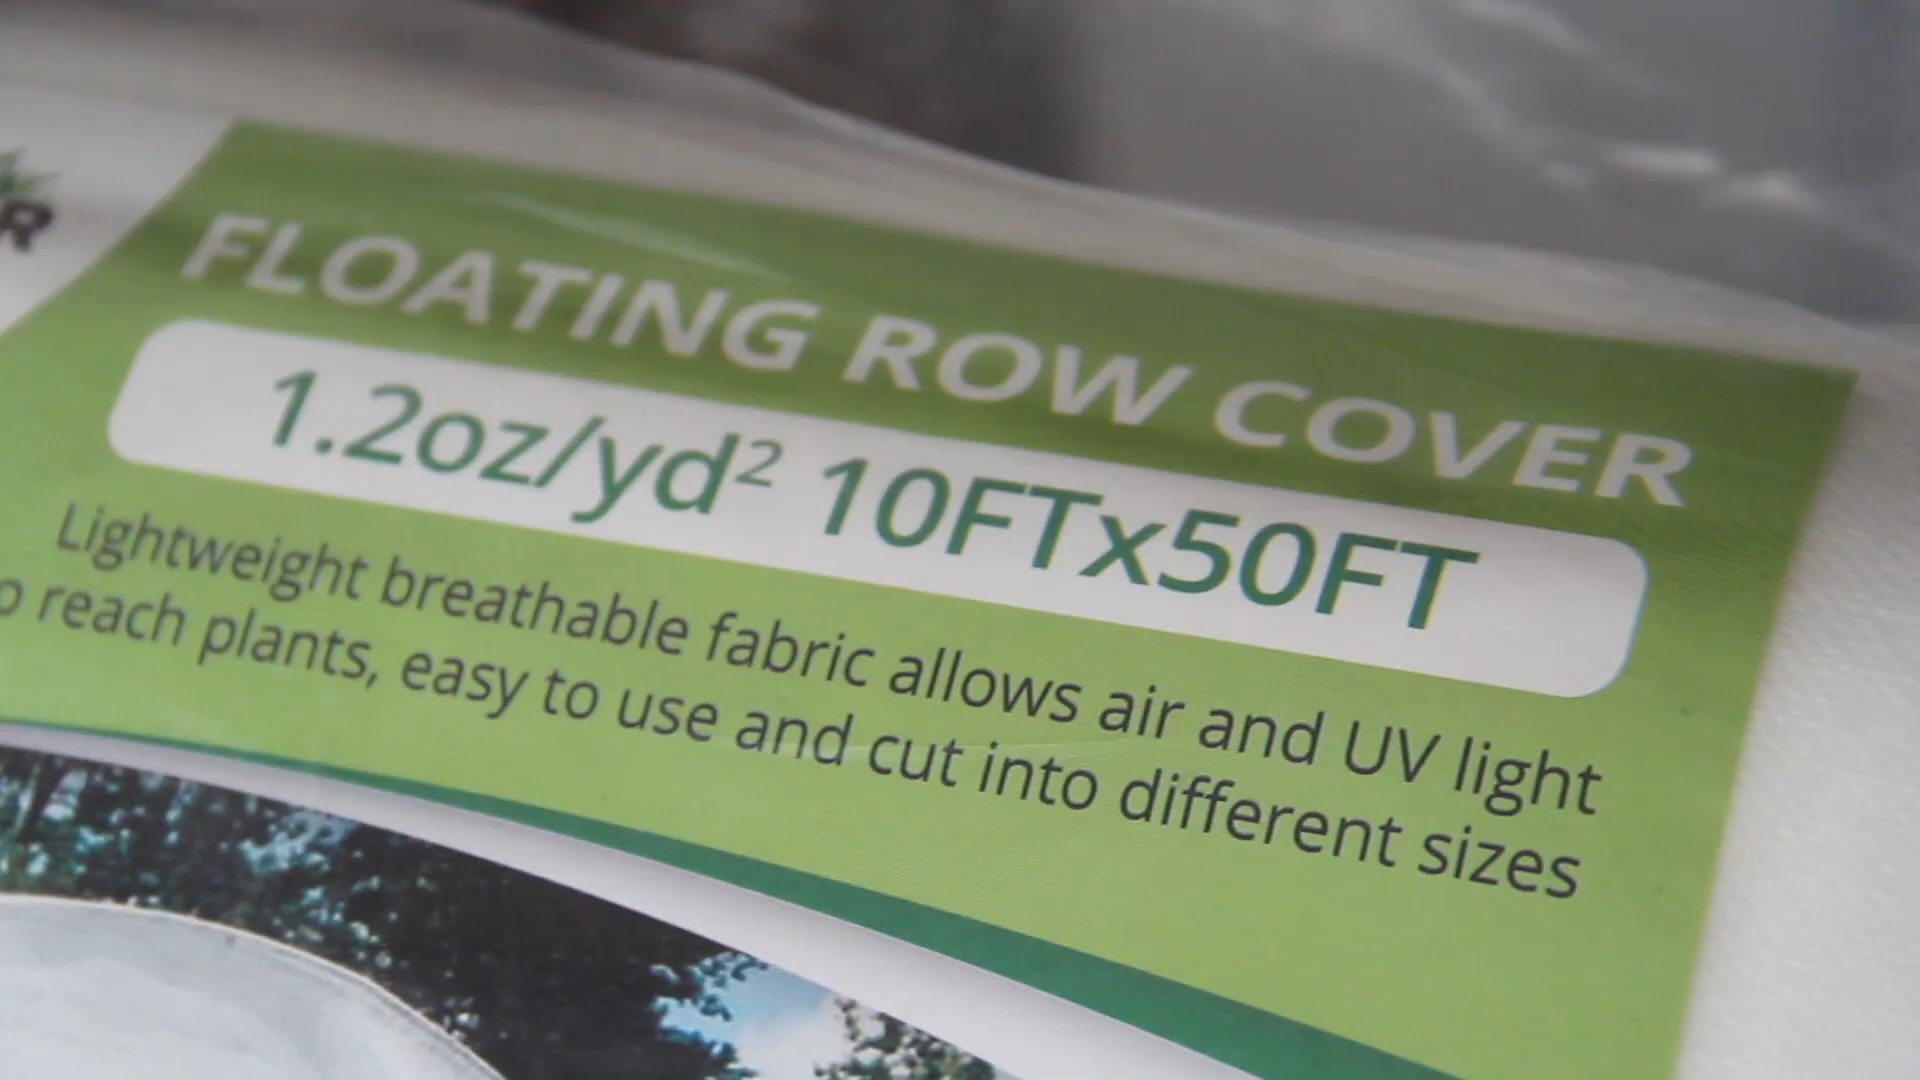 FLOATING ROW COVER
1.2oz/yd² 10FTx50FT
Lightweight breathable fabric allows air and UV light
reach plants, easy to use and cut into different sizes